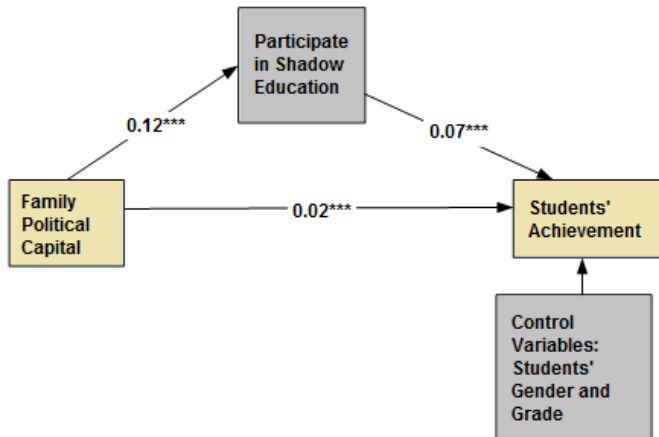 Participate
in Shadow
Education
0.12***
0.07***
Family
Political
Capital
0.02***
Students'
Achievement
Control
Variables:
Students'
Gender and
Grade